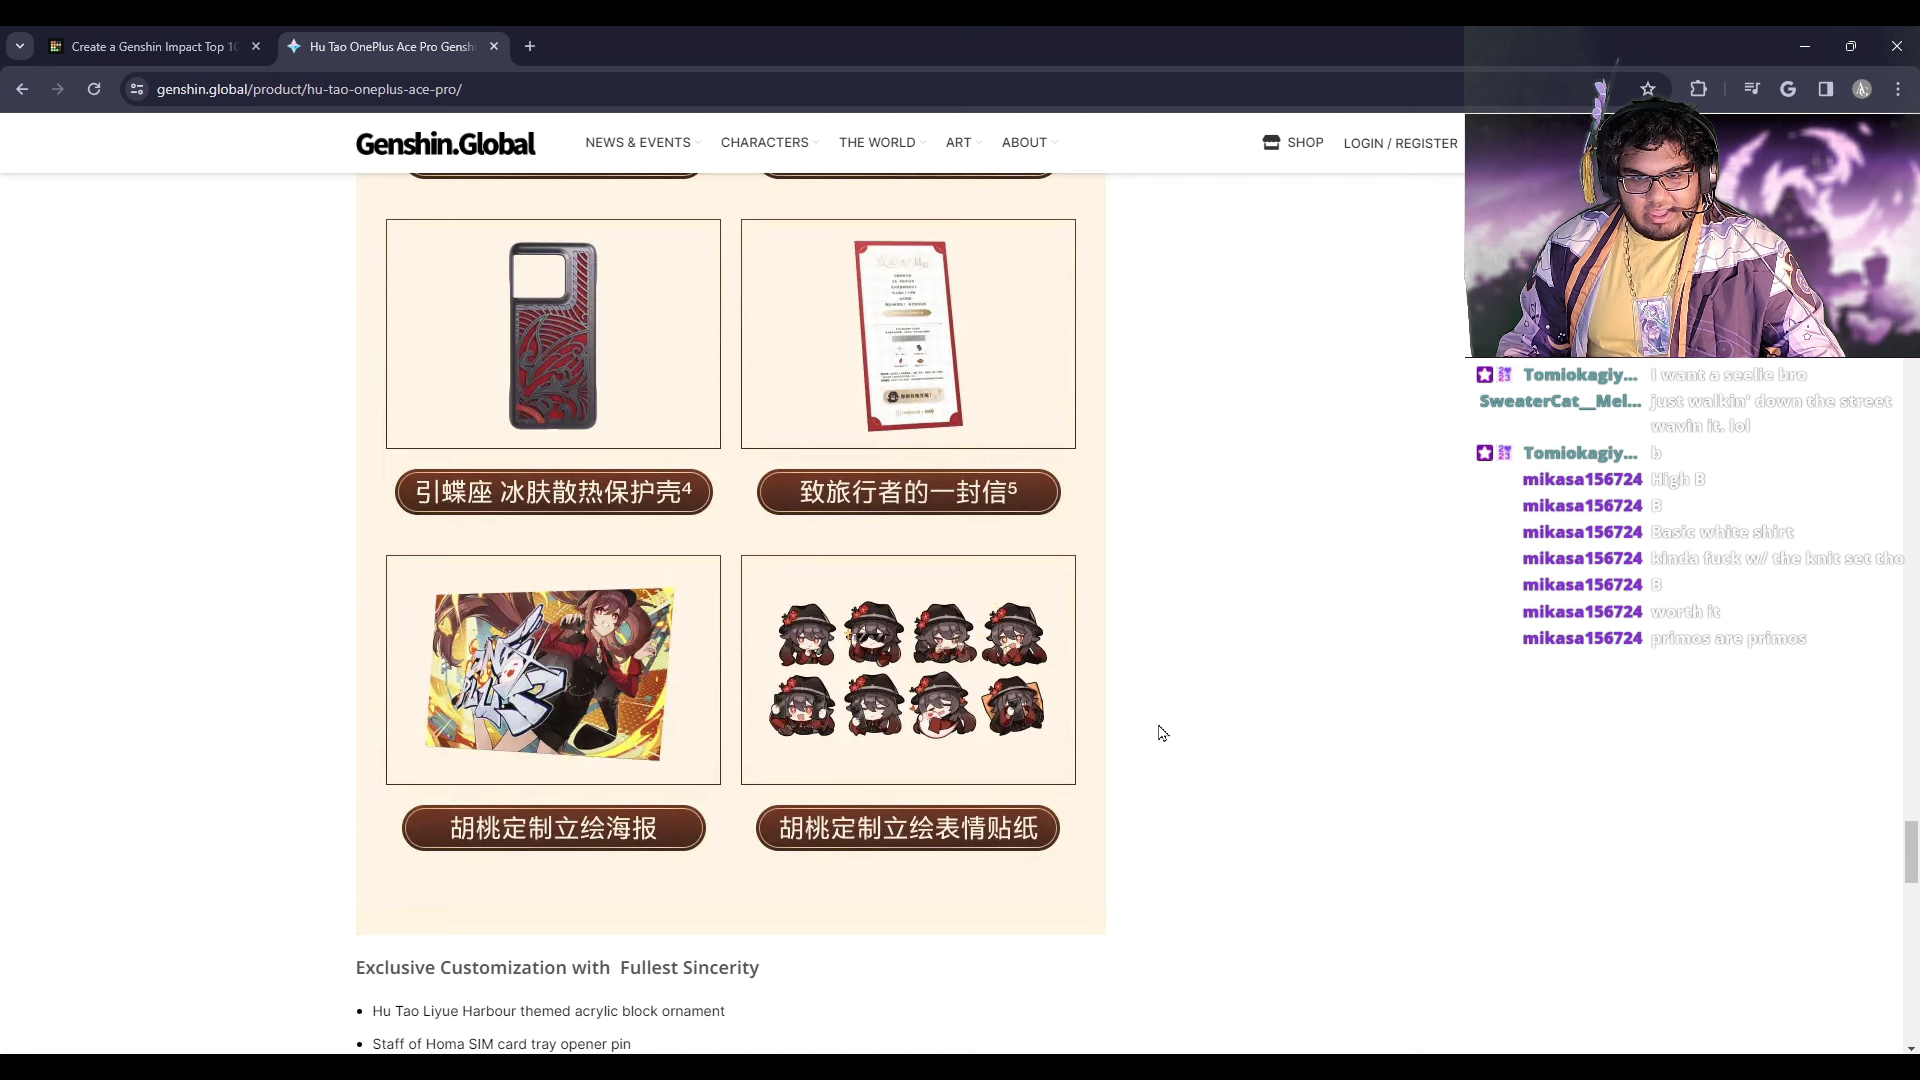 Create a Genshin Impact Top 10
Hu Tao OnePlus Ace Pro Genshi
genshin.global/product/hu-tao-oneplus-ace-pro/
Genshin.Global
NEWS & EVENTS
CHARACTERS
THE WORLD
ART
ABOUT
SHOP
LOGIN / REGISTER
引蝶座 冰肤散热保护壳4
致旅行者的一封信5
胡桃定制立绘海报
胡桃定制立绘表情贴纸
Exclusive Customization with Fullest Sincerity
Hu Tao Liyue Harbour themed acrylic block ornament
Staff of Homa SIM card tray opener pin
Tomiokagiy... I want a seelie bro
SweaterCat__Mel... just walkin' down the street
wavin it. lol
Tomiokagiy... b
mikasa156724 High B
mikasa156724 B
mikasa156724 Basic white shirt
mikasa156724 kinda fuck w/ the knit set tho
mikasa156724 B
mikasa156724 worth it
mikasa156724 primos are primos